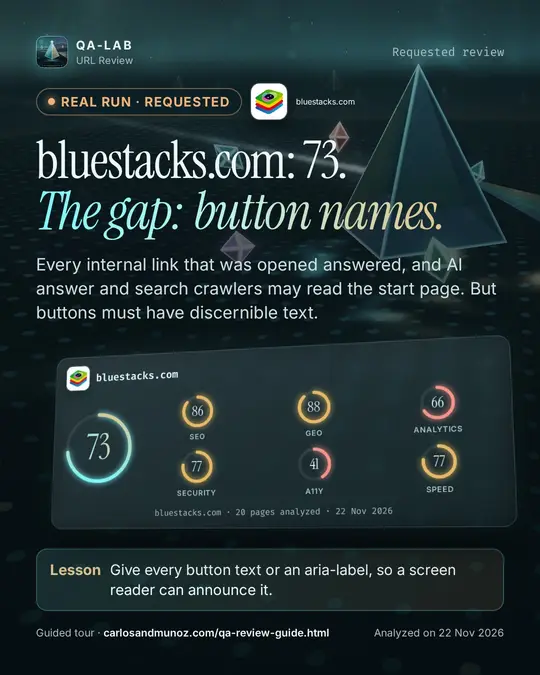 QA-LAB
URL Review
Requested review
REAL RUN · REQUESTED
bluestacks.com
bluestacks.com: 73.
The gap: button names.
Every internal link that was opened answered, and AI
answer and search crawlers may read the start page. But
buttons must have discernible text.
bluestacks.com
73
86
SEO
88
GEO
66
ANALYTICS
77
SECURITY
41
A11Y
77
SPEED
bluestacks.com · 20 pages analyzed · 22 Nov 2026
Lesson Give every button text or an aria-label, so a screen
reader can announce it.
Guided tour · carlosandmunoz.com/qa-review-guide.html
Analyzed on 22 Nov 2026